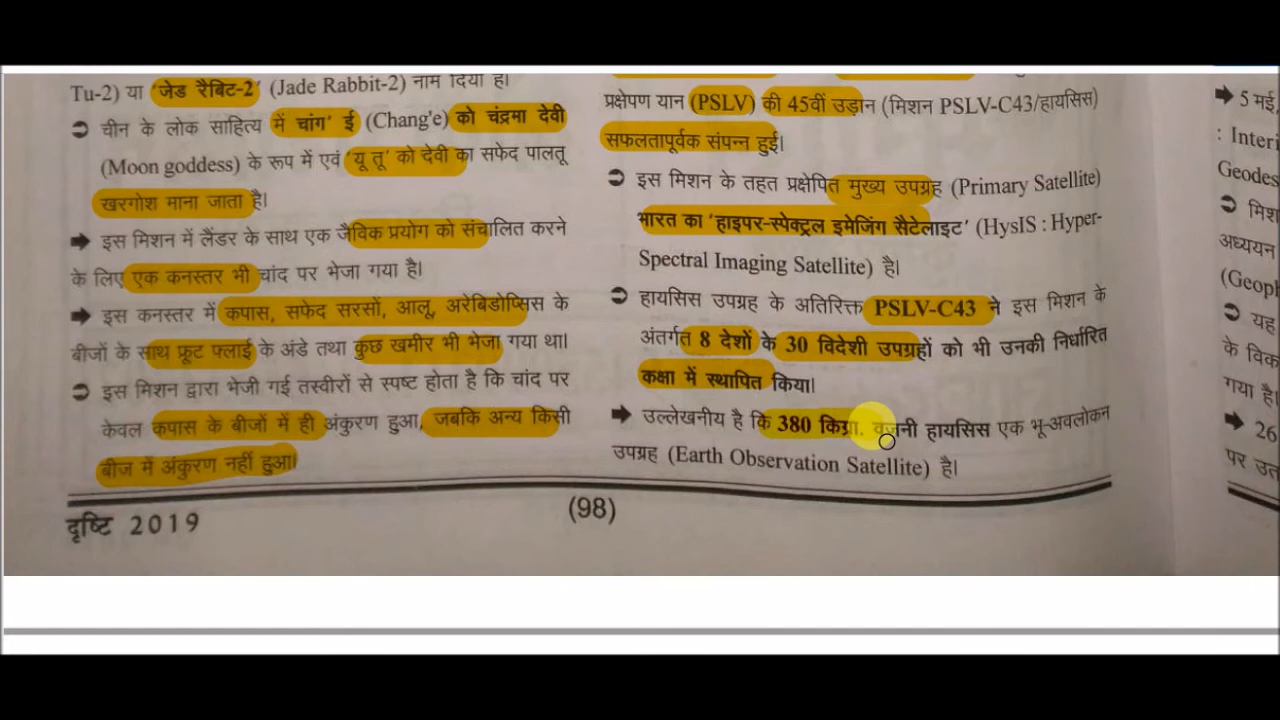 Tu-2) या 'जेड रैबिट-2' (Jade Rabbit-2) नाम दिया है।
➲ चीन के लोक साहित्य में चांग' ई (Chang'e) को चंद्रमा देवी
(Moon goddess) के रूप में एवं 'यू तू' को देवी का सफेद पालतू
खरगोश माना जाता है।
➡ इस मिशन में लैंडर के साथ एक जैविक प्रयोग को संचालित करने
के लिए एक कनस्तर भी चांद पर भेजा गया है।
➡ इस कनस्तर में कपास, सफेद सरसों, आलू, अरेबिडोप्सिस के
बीजों के साथ फ्रूट फ्लाई के अंडे तथा कुछ खमीर भी भेजा गया था।
➲ इस मिशन द्वारा भेजी गई तस्वीरों से स्पष्ट होता है कि चांद पर
केवल कपास के बीजों में ही अंकुरण हुआ, जबकि अन्य किसी
बीज में अंकुरण नहीं हुआ।
प्रक्षेपण यान (PSLV) की 45वीं उड़ान (मिशन PSLV-C43/हायसिस)
सफलतापूर्वक संपन्न हुई।
➲ इस मिशन के तहत प्रक्षेपित मुख्य उपग्रह (Primary Satellite)
भारत का 'हाइपर-स्पेक्ट्रल इमेजिंग सैटेलाइट' (HysIS : Hyper-
Spectral Imaging Satellite) है।
➲ हायसिस उपग्रह के अतिरिक्त PSLV-C43 ने इस मिशन के
अंतर्गत 8 देशों के 30 विदेशी उपग्रहों को भी उनकी निर्धारित
कक्षा में स्थापित किया।
➡ उल्लेखनीय है कि 380 किग्रा. वजनी हायसिस एक भू-अवलोकन
उपग्रह (Earth Observation Satellite) है।
दृष्टि 2019
(98)
➡ 5 मई
: Interi
Geodes
➲ मिश
अध्ययन
(Geoph
➲ यह
के विक
गया है।
➡ 26
पर उत